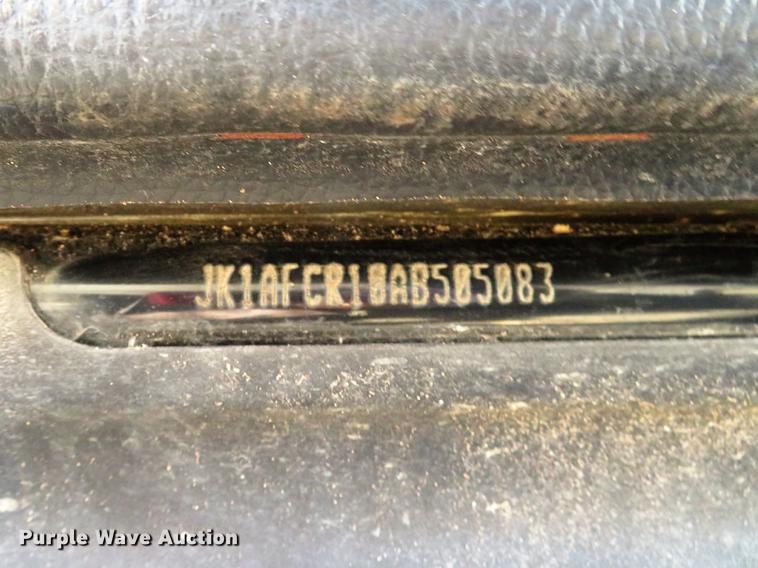 JK1AFCR10AB505083
Purple Wave Auction